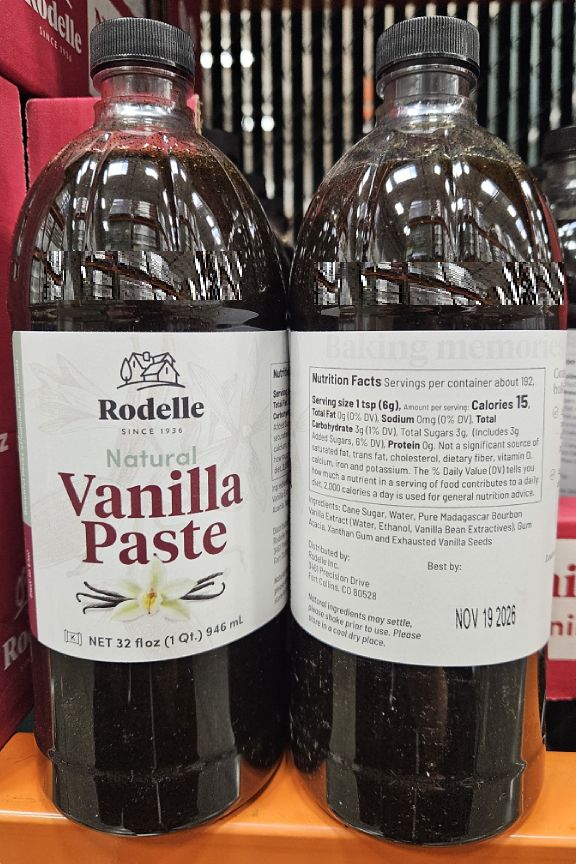 Rodelle
SINCE 1936
Rodelle
SINCE 1936
Natural
Vanilla
Paste
NET 32 fl oz (1 Qt.) 946 mL
Baking memories
Nutrition Facts Servings per container about 192,
Serving size 1 tsp (6g), Amount per serving: Calories 15,
Total Fat 0g (0% DV), Sodium 0mg (0% DV), Total
Carbohydrate 3g (1% DV), Total Sugars 3g, (Includes 3g
Added Sugars, 6% DV), Protein 0g. Not a significant source of
saturated fat, trans fat, cholesterol, dietary fiber, vitamin D,
calcium, iron and potassium. The % Daily Value (DV) tells you
how much a nutrient in a serving of food contributes to a daily
diet. 2,000 calories a day is used for general nutrition advice.
Ingredients: Cane Sugar, Water, Pure Madagascar Bourbon
Vanilla Extract (Water, Ethanol, Vanilla Bean Extractives), Gum
Acacia, Xanthan Gum and Exhausted Vanilla Seeds
Distributed by:
Rodelle Inc.
3461 Precision Drive
Fort Collins, CO 80528
Best by:
NOV 19 2026
Natural ingredients may settle,
please shake prior to use. Please
store in a cool dry place.